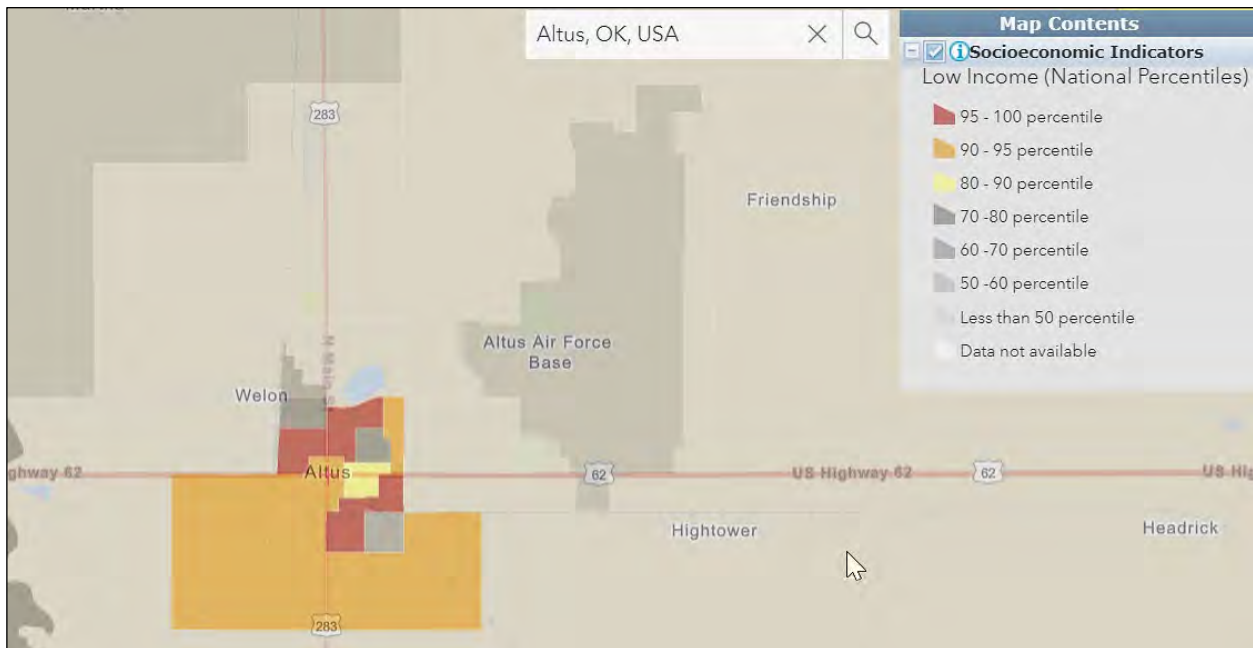 Altus, OK, USA
Map Contents
Socioeconomic Indicators
Low Income (National Percentiles)
95 - 100 percentile
90 - 95 percentile
80 - 90 percentile
70 -80 percentile
60 -70 percentile
50 -60 percentile
Less than 50 percentile
Data not available
283
Friendship
N Main St
Altus Air Force
Base
Welon
ghway 62
Altus
62
US Highway 62
62
US Hig
Hightower
Headrick
283